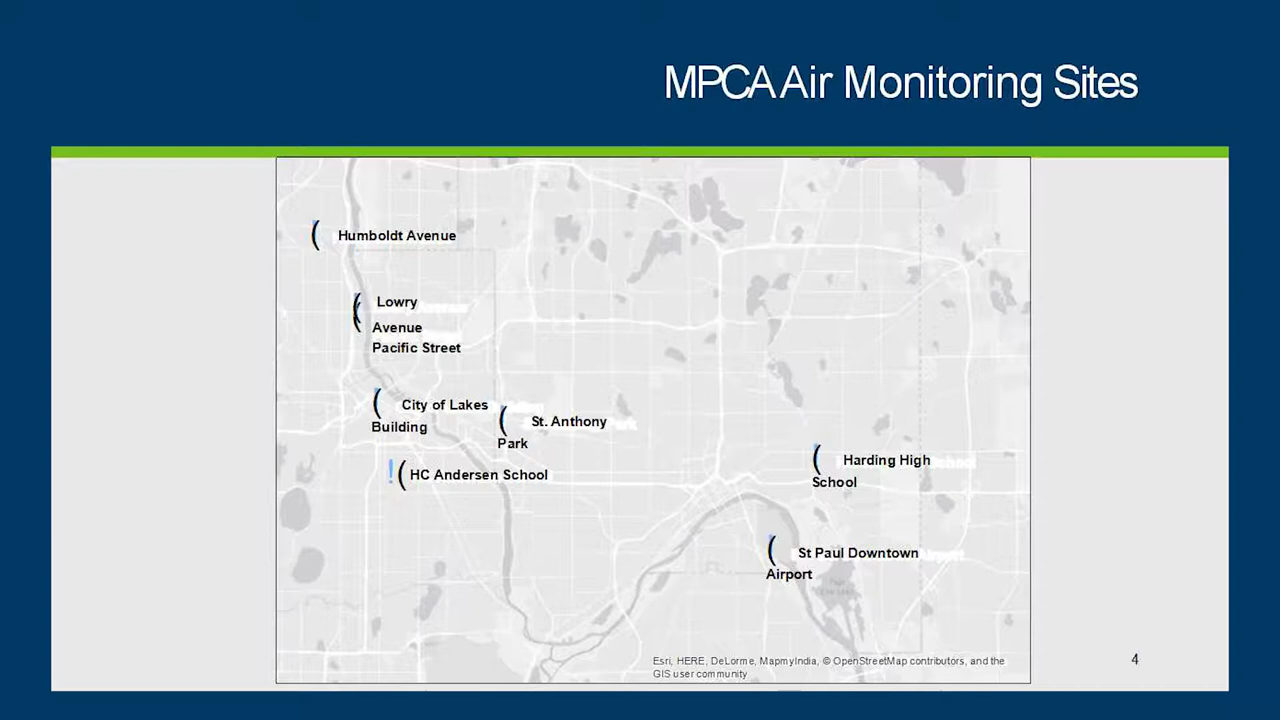 MPCA Air Monitoring Sites
( Humboldt Avenue
( Lowry
( Avenue
Pacific Street
( City of Lakes
Building
( St. Anthony
Park
!( HC Andersen School
( Harding High
School
( St Paul Downtown
Airport
Esri, HERE, DeLorme, MapmyIndia, © OpenStreetMap contributors, and the
GIS user community
4